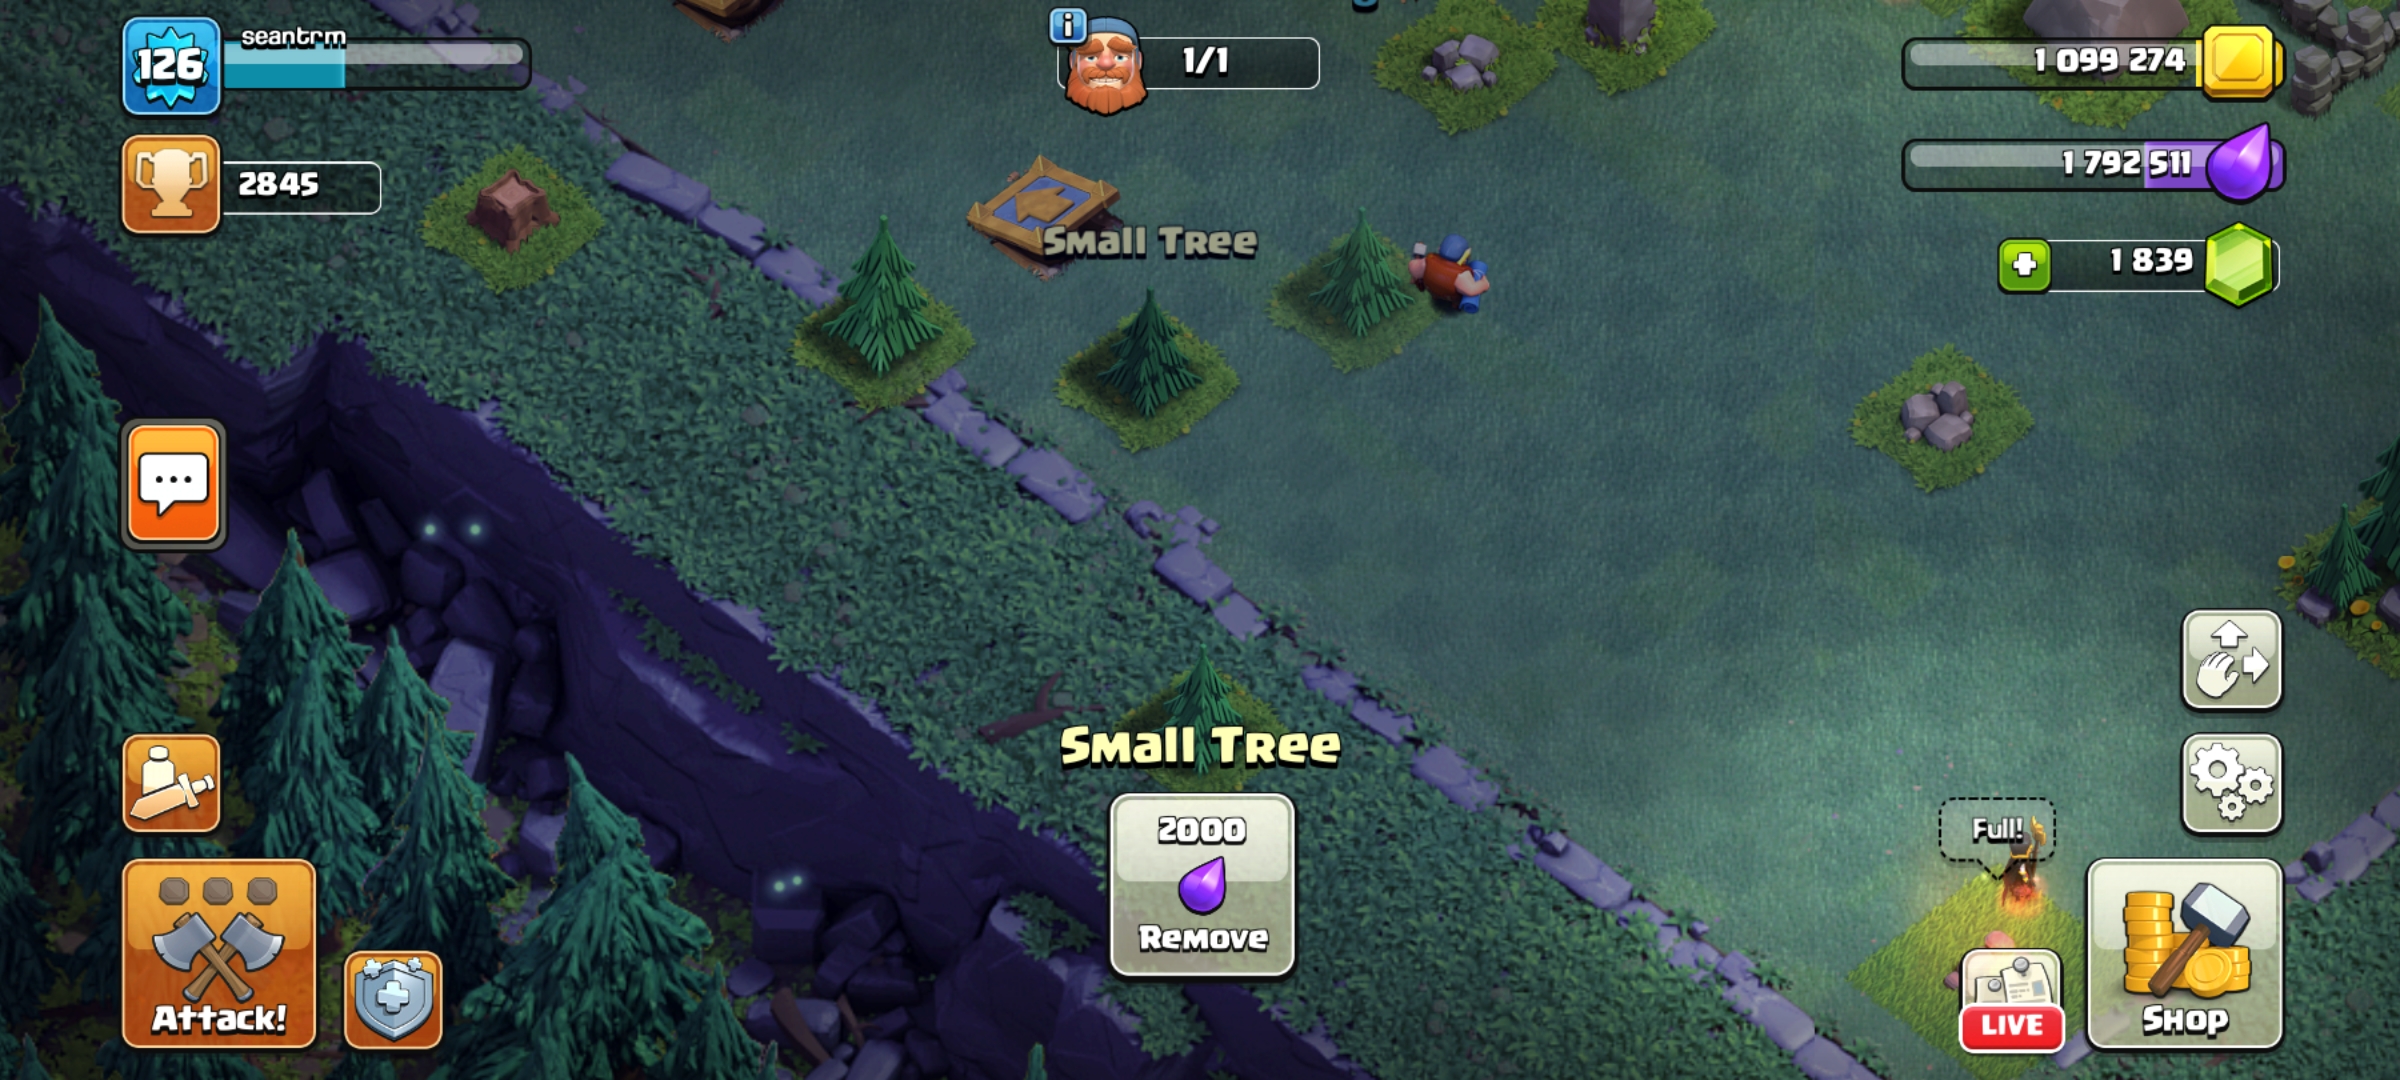 126
seantrm
i
1/1
1 099 274
2845
1 792 511
Small Tree
1 839
Small Tree
2000
Remove
Full!
Attack!
LIVE
Shop